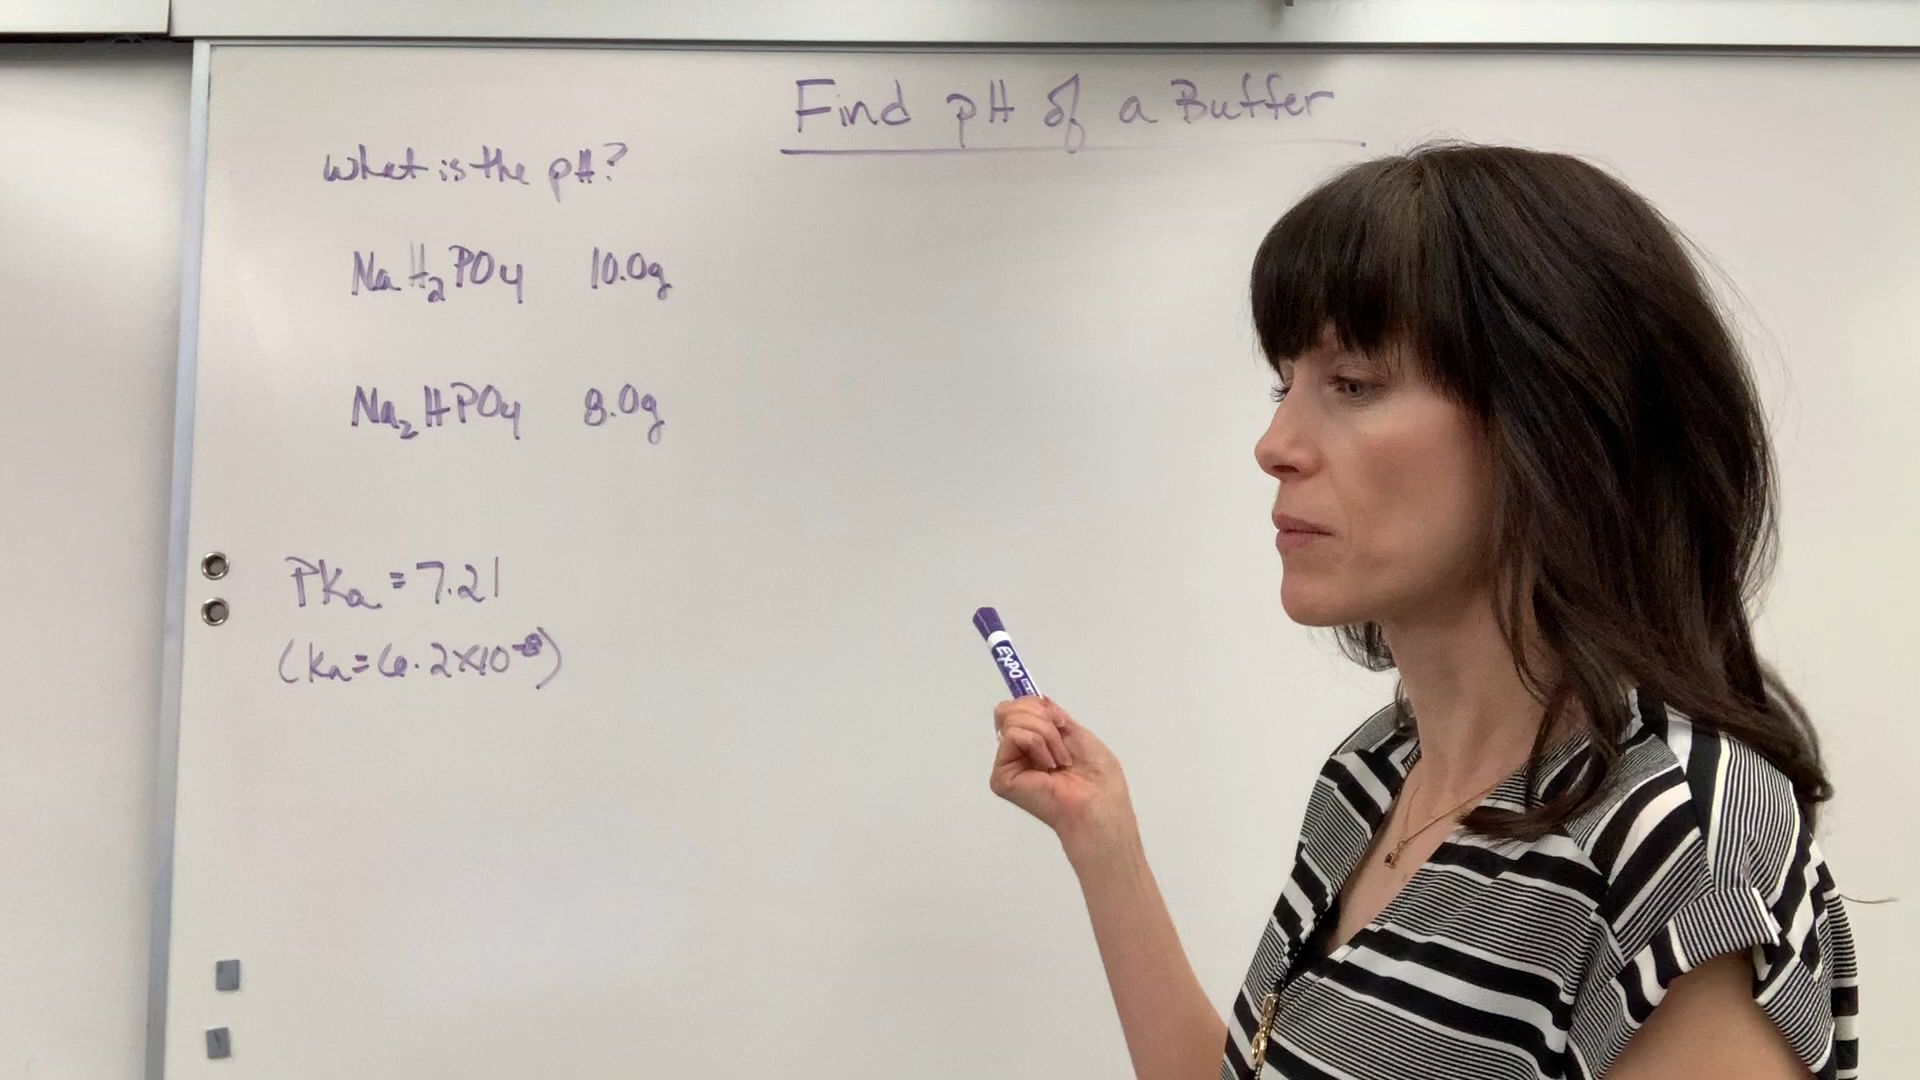 Find pH of a Buffer
What is the pH?
NaH₂PO₄ 10.0g
Na₂HPO₄ 8.0g
PKa = 7.21
(Ka = 6.2x10⁻⁸)
EXPO